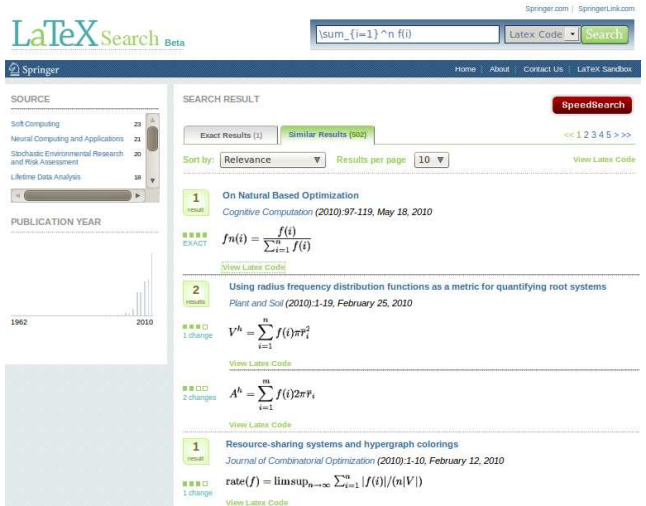 Springer.com | SpringerLink.com
LaTeX Search Beta
\sum_{i=1}^n f(i)
Latex Code
Search
Springer
Home | About | Contact Us | LaTeX Sandbox
SOURCE
Soft Computing 23
Neural Computing and Applications 21
Stochastic Environmental Research 20
and Risk Assessment
Lifetime Data Analysis 18
PUBLICATION YEAR
1962 2010
SEARCH RESULT
SpeedSearch
Exact Results (1)
Similar Results (502)
<< 1 2 3 4 5 > >>
Sort by: Relevance
Results per page 10
View Latex Code
1 result
On Natural Based Optimization
Cognitive Computation (2010):97-119, May 18, 2010
EXACT
fn(i) = f(i) / ∑_{i=1}^n f(i)
View Latex Code
2 results
Using radius frequency distribution functions as a metric for quantifying root systems
Plant and Soil (2010):1-19, February 25, 2010
1 change
V^h = ∑_{i=1}^n f(i)πr̄_i^2
View Latex Code
2 changes
A^h = ∑_{i=1}^m f(i)2πr̄_i
View Latex Code
1 result
Resource-sharing systems and hypergraph colorings
Journal of Combinatorial Optimization (2010):1-10, February 12, 2010
1 change
rate(f) = lim sup_{n→∞} ∑_{i=1}^n |f(i)|/(n|V|)
View Latex Code